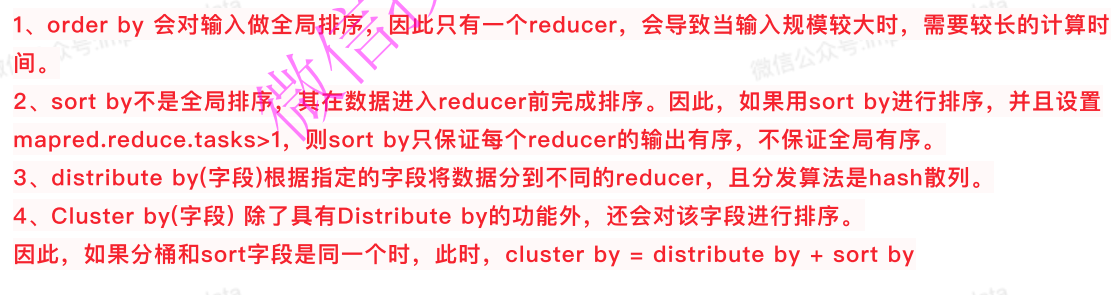 1、order by 会对输入做全局排序，因此只有一个reducer，会导致当输入规模较大时，需要较长的计算时
间。
2、sort by不是全局排序，其在数据进入reducer前完成排序。因此，如果用sort by进行排序，并且设置
mapred.reduce.tasks>1，则sort by只保证每个reducer的输出有序，不保证全局有序。
3、distribute by(字段)根据指定的字段将数据分到不同的reducer，且分发算法是hash散列。
4、Cluster by(字段) 除了具有Distribute by的功能外，还会对该字段进行排序。
因此，如果分桶和sort字段是同一个时，此时，cluster by = distribute by + sort by
微信
微信公众号